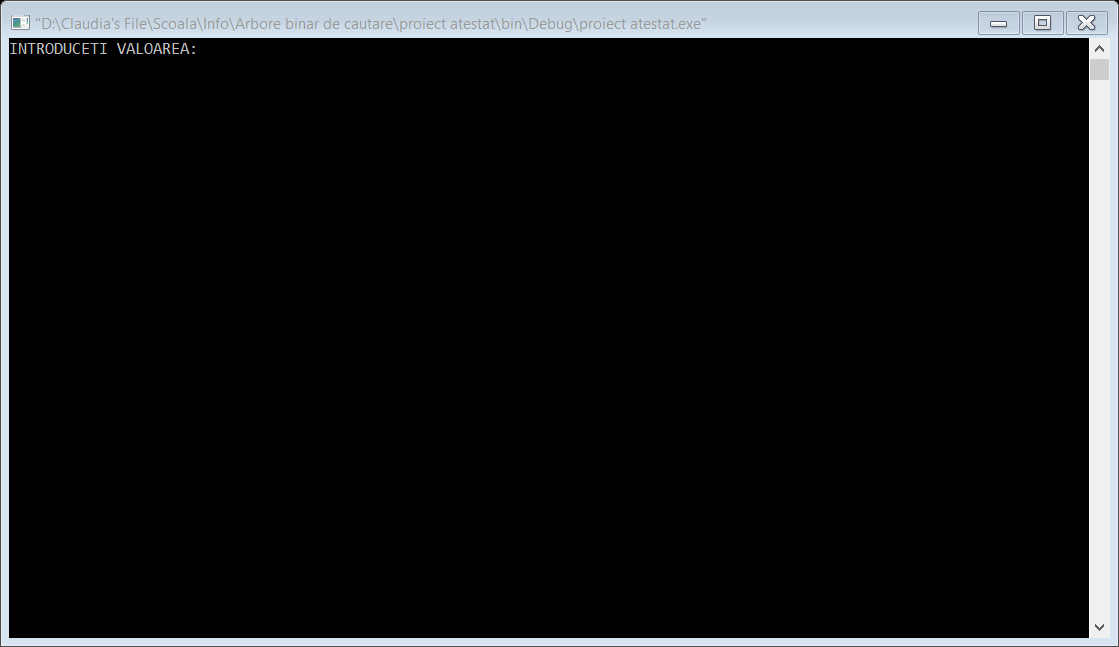 "D:\Claudia's File\Scoala\Info\Arbore binar de cautare\proiect atestat\bin\Debug\proiect atestat.exe"
INTRODUCETI VALOAREA: